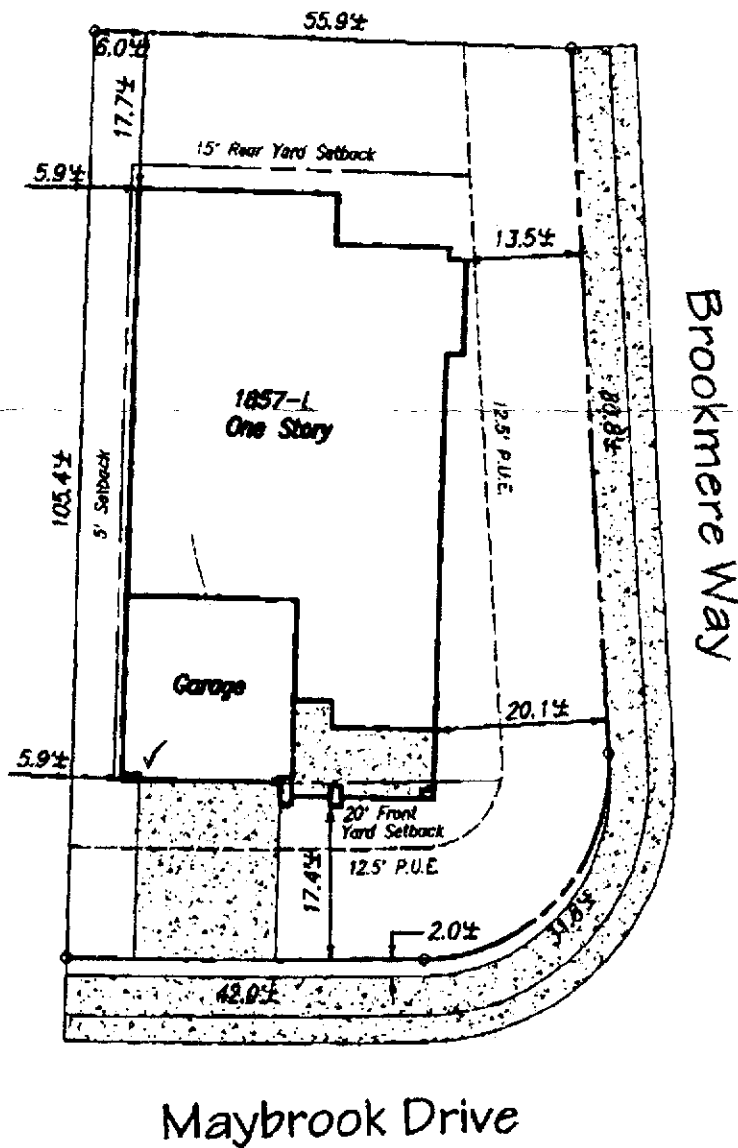 55.9'±
6.0'±
17.7'±
15' Rear Yard Setback
5.9'±
13.5'±
Brookmere Way
1857-L
One Story
12.5' P.U.E.
80.8'±
105.4'±
5' Setback
Garage
20.1'±
5.9'±
20' Front
Yard Setback
12.5' P.U.E.
17.4'±
2.0'±
42.0'±
Maybrook Drive